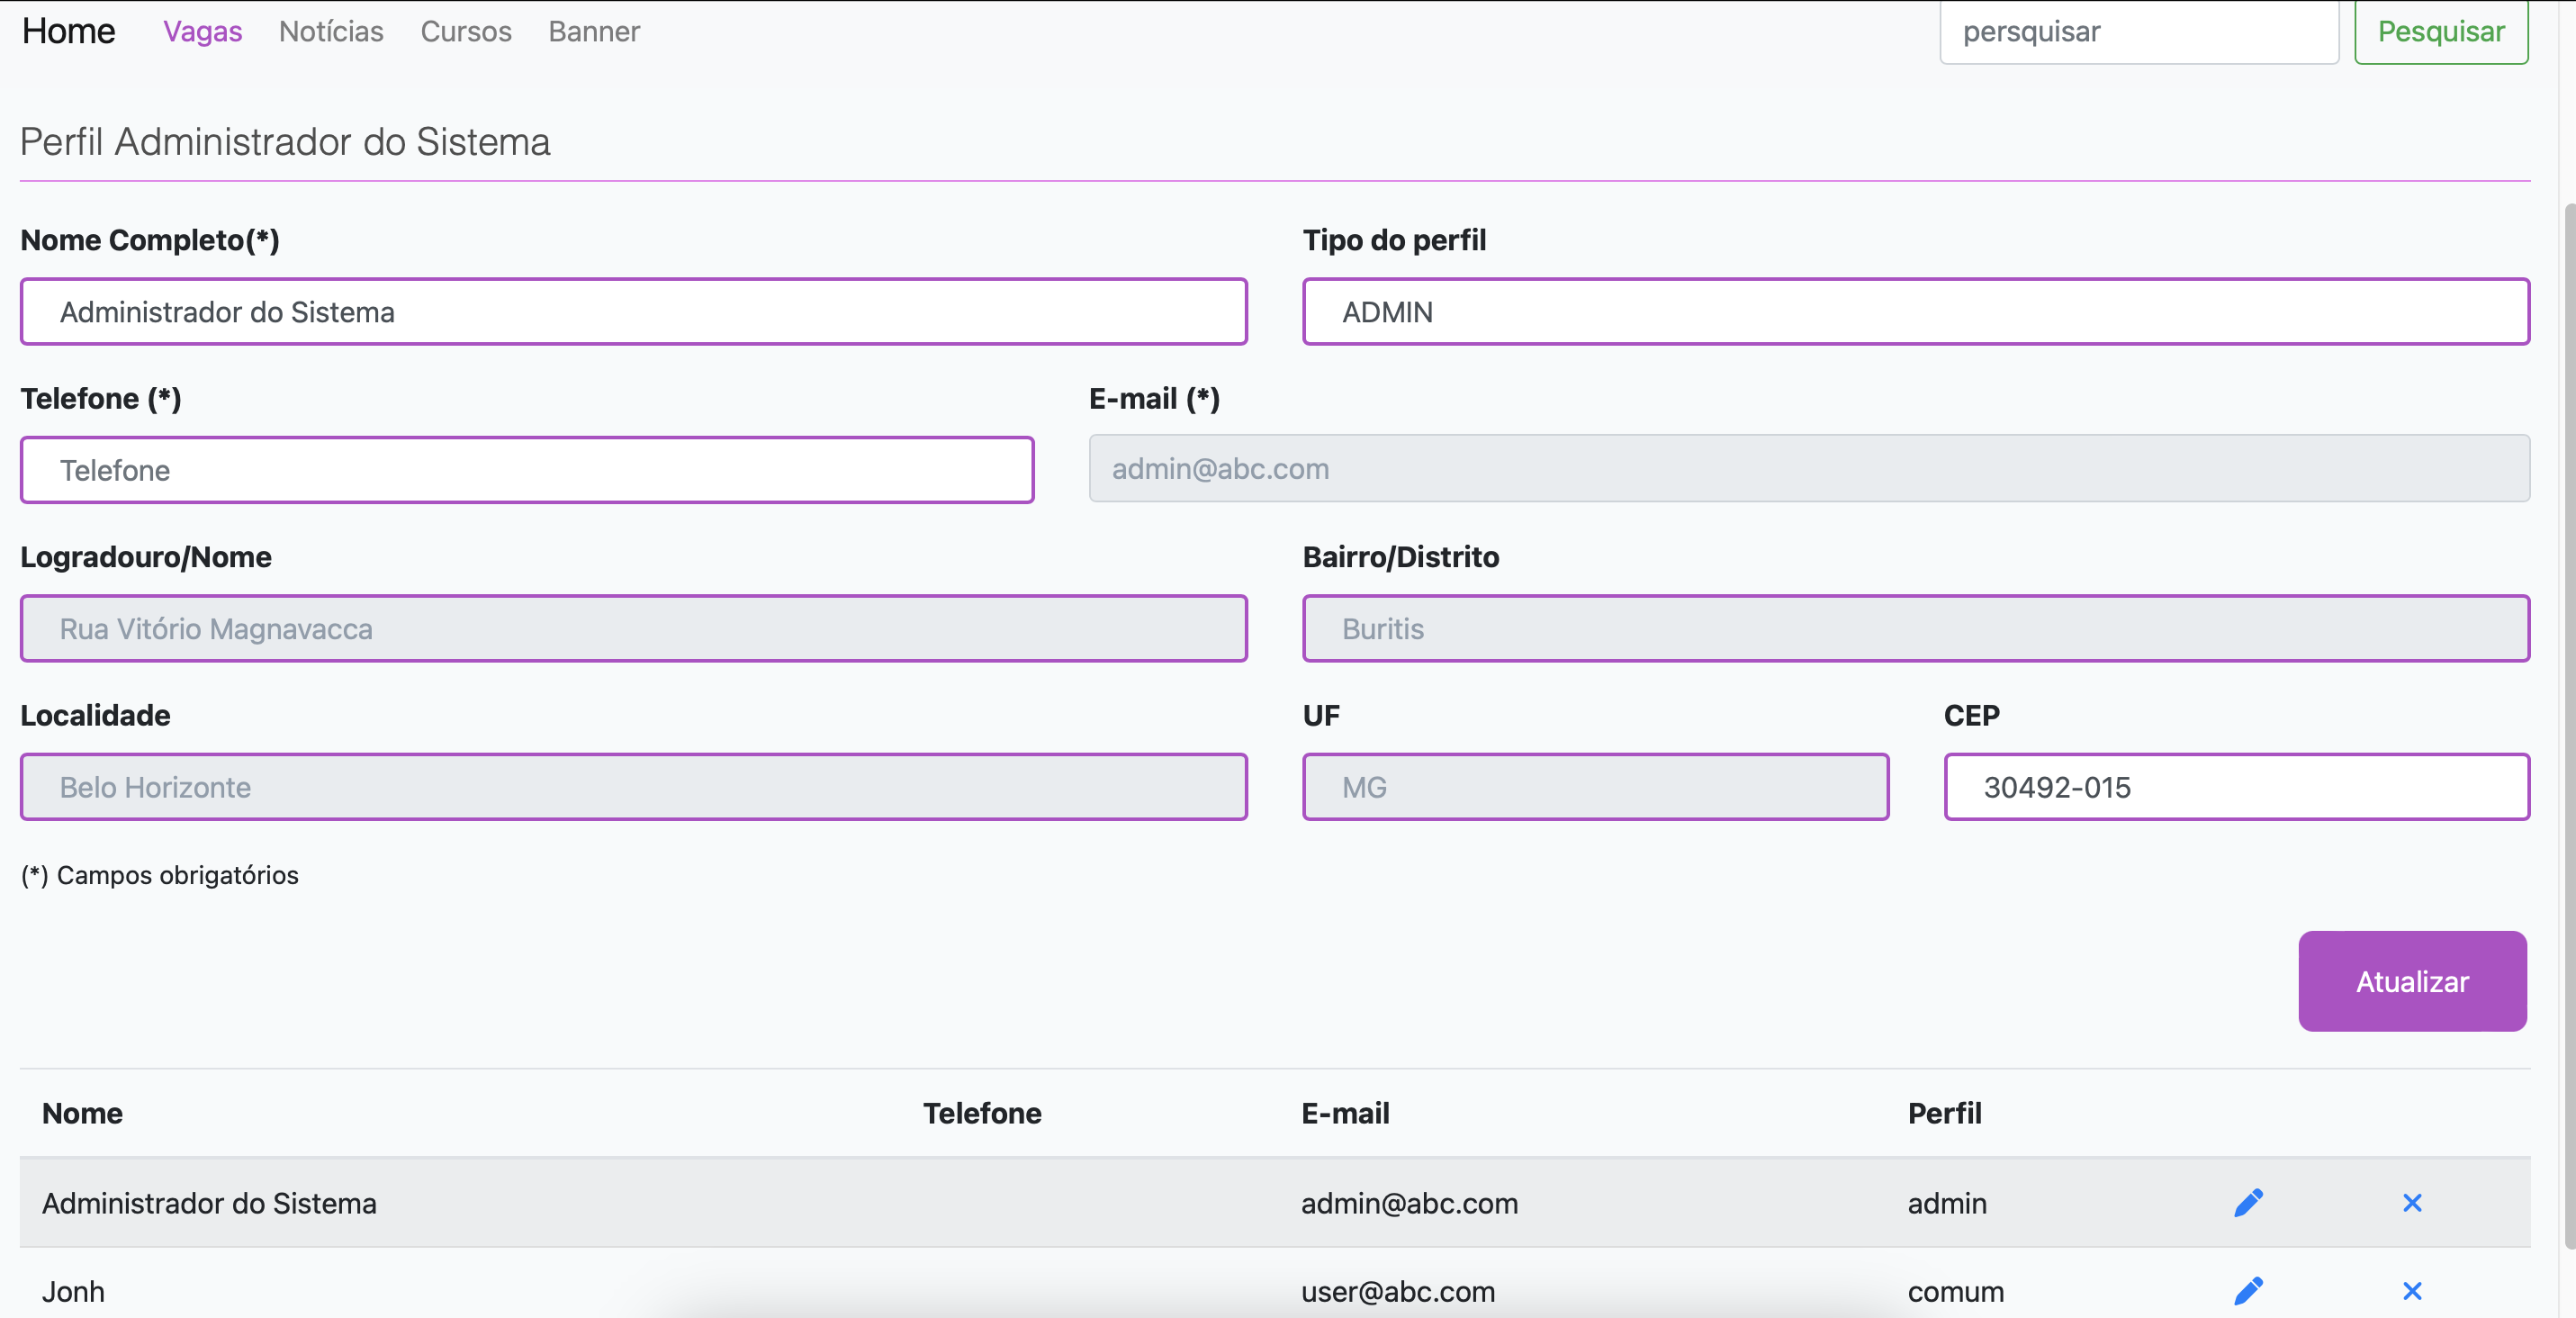 Home Vagas Notícias Cursos Banner persquisar Pesquisar
Perfil Administrador do Sistema
Nome Completo(*) Tipo do perfil
Administrador do Sistema ADMIN
Telefone (*) E-mail (*)
Telefone admin@abc.com
Logradouro/Nome Bairro/Distrito
Rua Vitório Magnavacca Buritis
Localidade UF CEP
Belo Horizonte MG 30492-015
(*) Campos obrigatórios
Atualizar
Nome Telefone E-mail Perfil
Administrador do Sistema admin@abc.com admin
Jonh user@abc.com comum